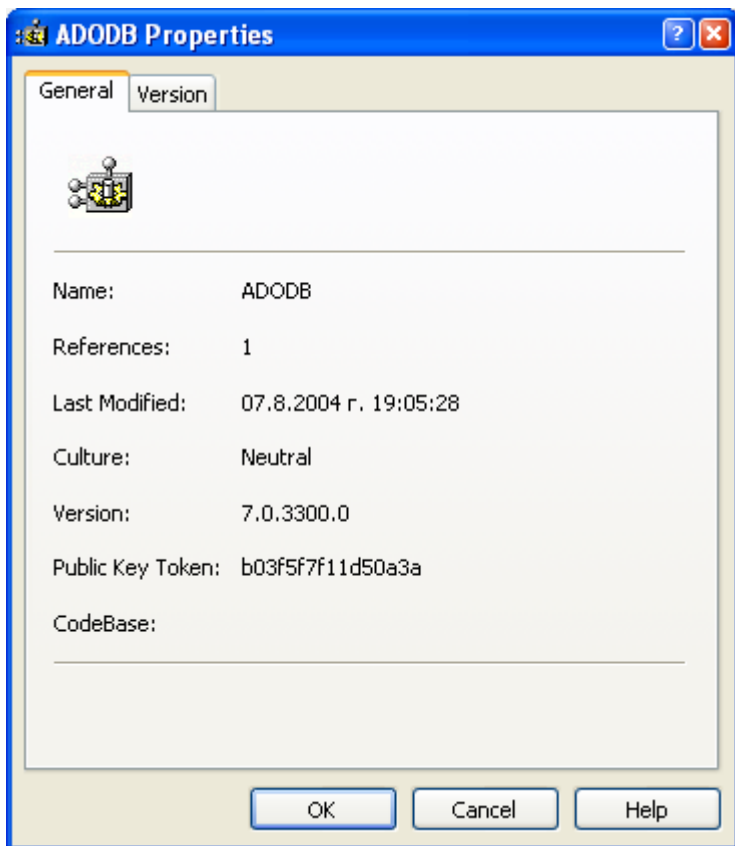 ADODB Properties
General Version
Name: ADODB
References: 1
Last Modified: 07.8.2004 г. 19:05:28
Culture: Neutral
Version: 7.0.3300.0
Public Key Token: b03f5f7f11d50a3a
CodeBase:
OK Cancel Help